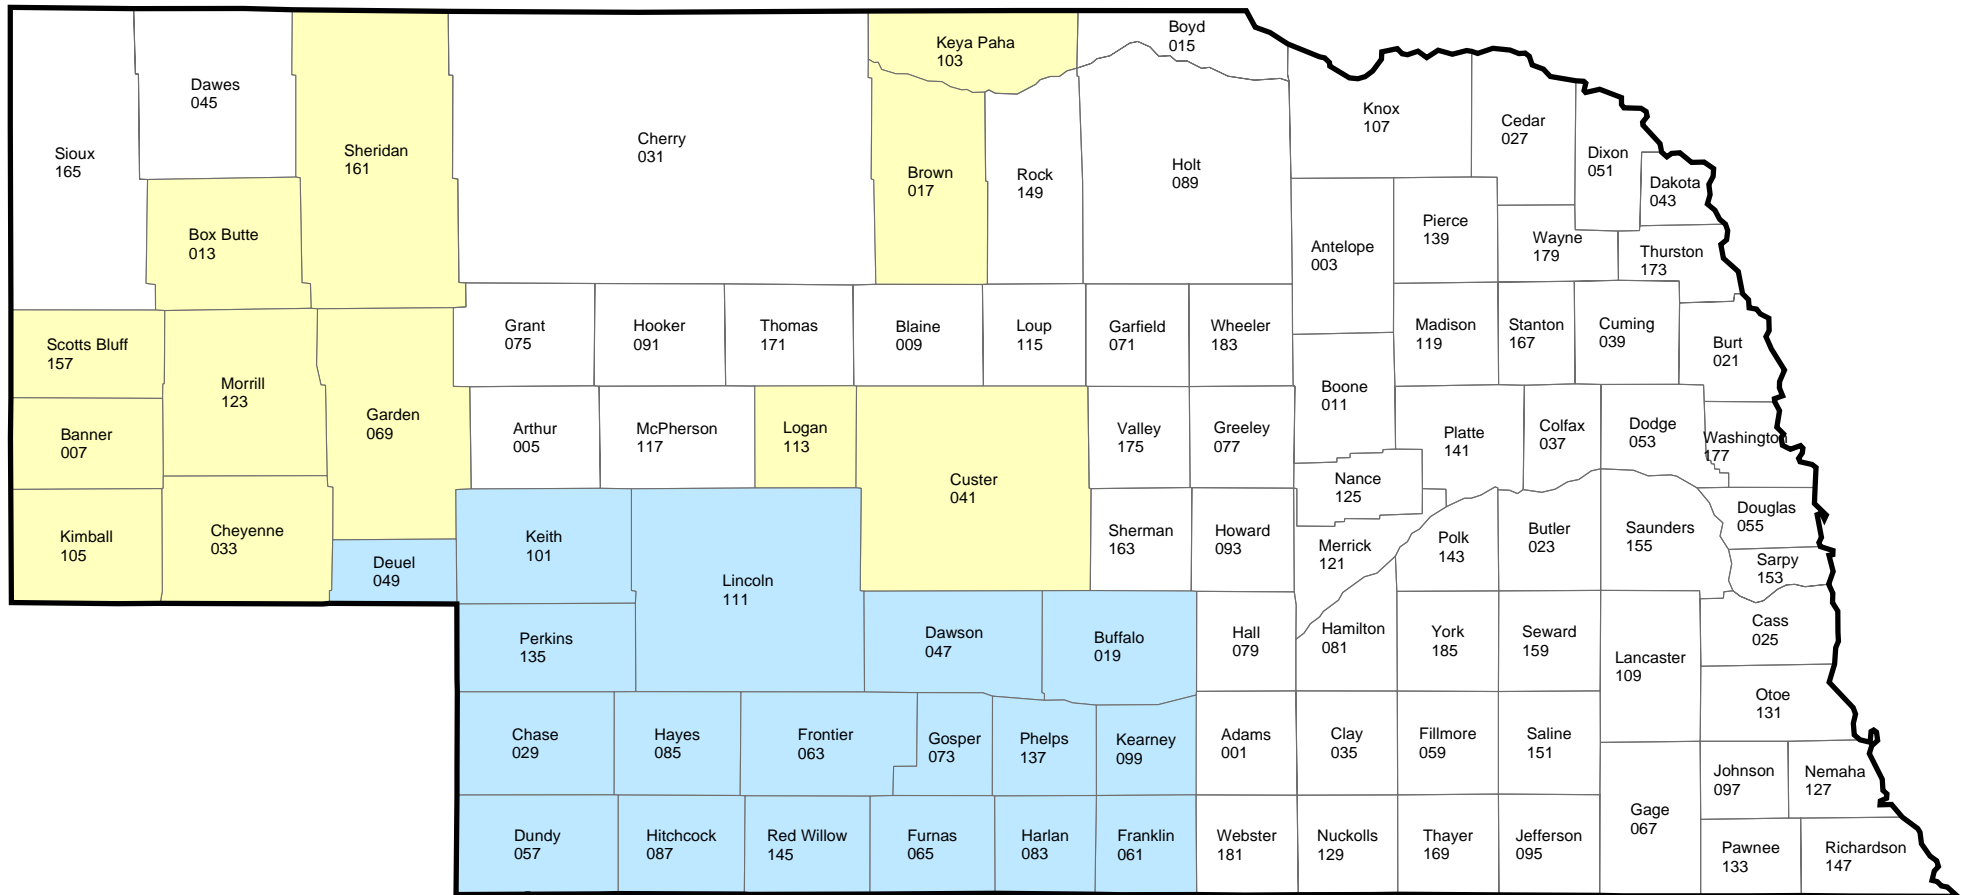 Boyd
015
Keya Paha
103
Dawes
045
Knox
107
Cedar
027
Cherry
031
Sheridan
161
Sioux
165
Brown
017
Rock
149
Holt
089
Dixon
051
Dakota
043
Box Butte
013
Antelope
003
Pierce
139
Wayne
179
Thurston
173
Grant
075
Hooker
091
Thomas
171
Blaine
009
Loup
115
Garfield
071
Wheeler
183
Madison
119
Stanton
167
Cuming
039
Burt
021
Scotts Bluff
157
Morrill
123
Boone
011
Garden
069
Banner
007
Arthur
005
McPherson
117
Logan
113
Valley
175
Greeley
077
Platte
141
Colfax
037
Dodge
053
Washington
177
Custer
041
Nance
125
Douglas
055
Kimball
105
Cheyenne
033
Keith
101
Sherman
163
Howard
093
Merrick
121
Polk
143
Butler
023
Saunders
155
Deuel
049
Sarpy
153
Lincoln
111
Perkins
135
Dawson
047
Buffalo
019
Hall
079
Hamilton
081
York
185
Seward
159
Cass
025
Lancaster
109
Otoe
131
Chase
029
Hayes
085
Frontier
063
Gosper
073
Phelps
137
Kearney
099
Adams
001
Clay
035
Fillmore
059
Saline
151
Johnson
097
Nemaha
127
Gage
067
Dundy
057
Hitchcock
087
Red Willow
145
Furnas
065
Harlan
083
Franklin
061
Webster
181
Nuckolls
129
Thayer
169
Jefferson
095
Pawnee
133
Richardson
147